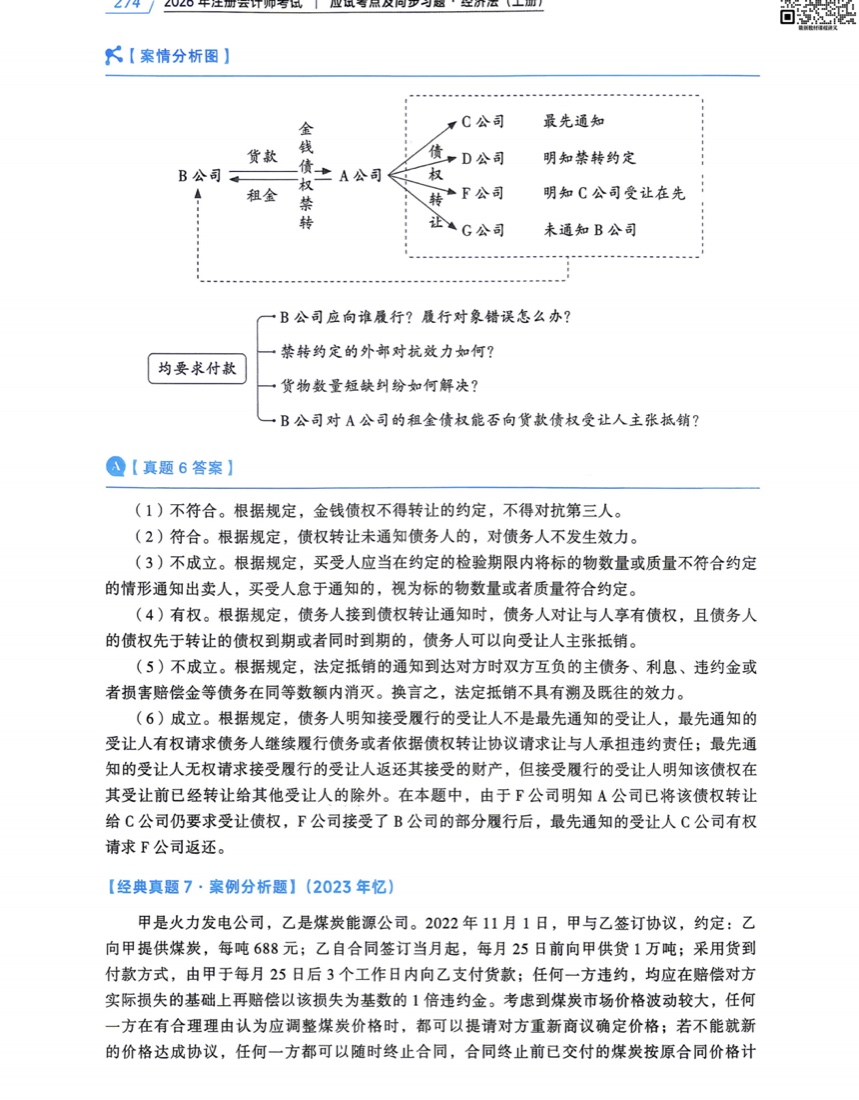 274 2026 年注册会计师考试 | 应试考点及同步习题·经济法（上册）
【案情分析图】
金钱债权禁转
债权转让
C 公司 最先通知
货款
D 公司 明知禁转约定
B 公司 A 公司
租金
F 公司 明知 C 公司受让在先
G 公司 未通知 B 公司
B 公司应向谁履行？履行对象错误怎么办？
禁转约定的外部对抗效力如何？
均要求付款
货物数量短缺纠纷如何解决？
B 公司对 A 公司的租金债权能否向货款债权受让人主张抵销？
A【真题 6 答案】
（1）不符合。根据规定，金钱债权不得转让的约定，不得对抗第三人。
（2）符合。根据规定，债权转让未通知债务人的，对债务人不发生效力。
（3）不成立。根据规定，买受人应当在约定的检验期限内将标的物数量或质量不符合约定
的情形通知出卖人，买受人怠于通知的，视为标的物数量或者质量符合约定。
（4）有权。根据规定，债务人接到债权转让通知时，债务人对让与人享有债权，且债务人
的债权先于转让的债权到期或者同时到期的，债务人可以向受让人主张抵销。
（5）不成立。根据规定，法定抵销的通知到达对方时双方互负的主债务、利息、违约金或
者损害赔偿金等债务在同等数额内消灭。换言之，法定抵销不具有溯及既往的效力。
（6）成立。根据规定，债务人明知接受履行的受让人不是最先通知的受让人，最先通知的
受让人有权请求债务人继续履行债务或者依据债权转让协议请求让与人承担违约责任；最先通
知的受让人无权请求接受履行的受让人返还其接受的财产，但接受履行的受让人明知该债权在
其受让前已经转让给其他受让人的除外。在本题中，由于 F 公司明知 A 公司已将该债权转让
给 C 公司仍要求受让债权，F 公司接受了 B 公司的部分履行后，最先通知的受让人 C 公司有权
请求 F 公司返还。
【经典真题 7·案例分析题】（2023 年忆）
甲是火力发电公司，乙是煤炭能源公司。2022 年 11 月 1 日，甲与乙签订协议，约定：乙
向甲提供煤炭，每吨 688 元；乙自合同签订当月起，每月 25 日前向甲供货 1 万吨；采用货到
付款方式，由甲于每月 25 日后 3 个工作日内向乙支付货款；任何一方违约，均应在赔偿对方
实际损失的基础上再赔偿以该损失为基数的 1 倍违约金。考虑到煤炭市场价格波动较大，任何
一方在有合理理由认为应调整煤炭价格时，都可以提请对方重新商议确定价格；若不能就新
的价格达成协议，任何一方都可以随时终止合同，合同终止前已交付的煤炭按原合同价格计